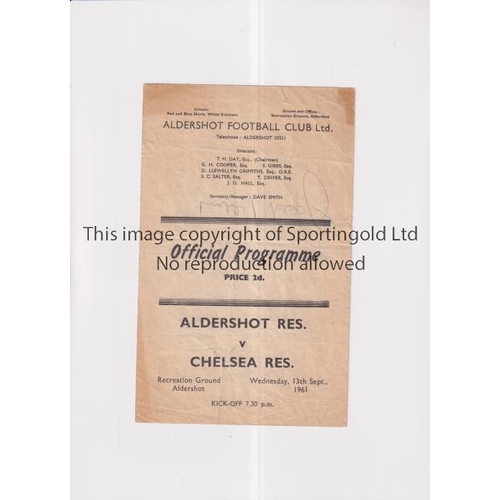 Colours:
Red and Blue Shirts, White Knickers
Ground and Offices:
Recreation Ground, Aldershot
ALDERSHOT FOOTBALL CLUB Ltd.
Telephone : ALDERSHOT 20211
Directors:
T. H. DAY, Esq., (Chairman)
G. H. COOPER, Esq. S. GIBBS, Esq.
D. LLEWELLYN GRIFFITHS, Esq., O.B.E.
S. C. SALTER, Esq. T. DRIVER, Esq.
J. D. HALL, Esq.
Secretary/Manager : DAVE SMITH
This image copyright of Sportingold Ltd
Official Programme
No reproduction allowed
PRICE 2d.
ALDERSHOT RES.
v
CHELSEA RES.
Recreation Ground
Aldershot
Wednesday, 13th Sept.,
1961
KICK-OFF 7.30 p.m.